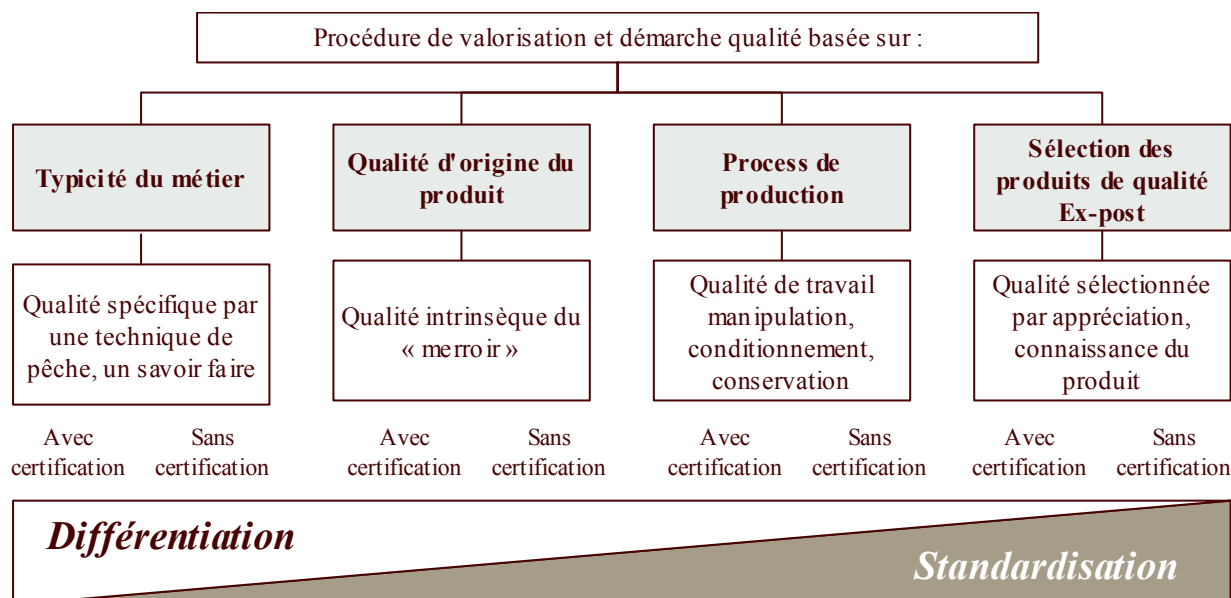 Procédure de valorisation et démarche qualité basée sur :
Typicité du métier
Qualité d'origine du
produit
Process de
production
Sélection des
produits de qualité
Ex-post
Qualité spécifique par
une technique de
pêche, un savoir faire
Qualité intrinsèque du
« merroir »
Qualité de travail
manipulation,
conditionnement,
conservation
Qualité sélectionnée
par appréciation,
connaissance du
produit
Avec
certification
Sans
certification
Avec
certification
Sans
certification
Avec
certification
Sans
certification
Avec
certification
Sans
certification
Différentiation
Standardisation